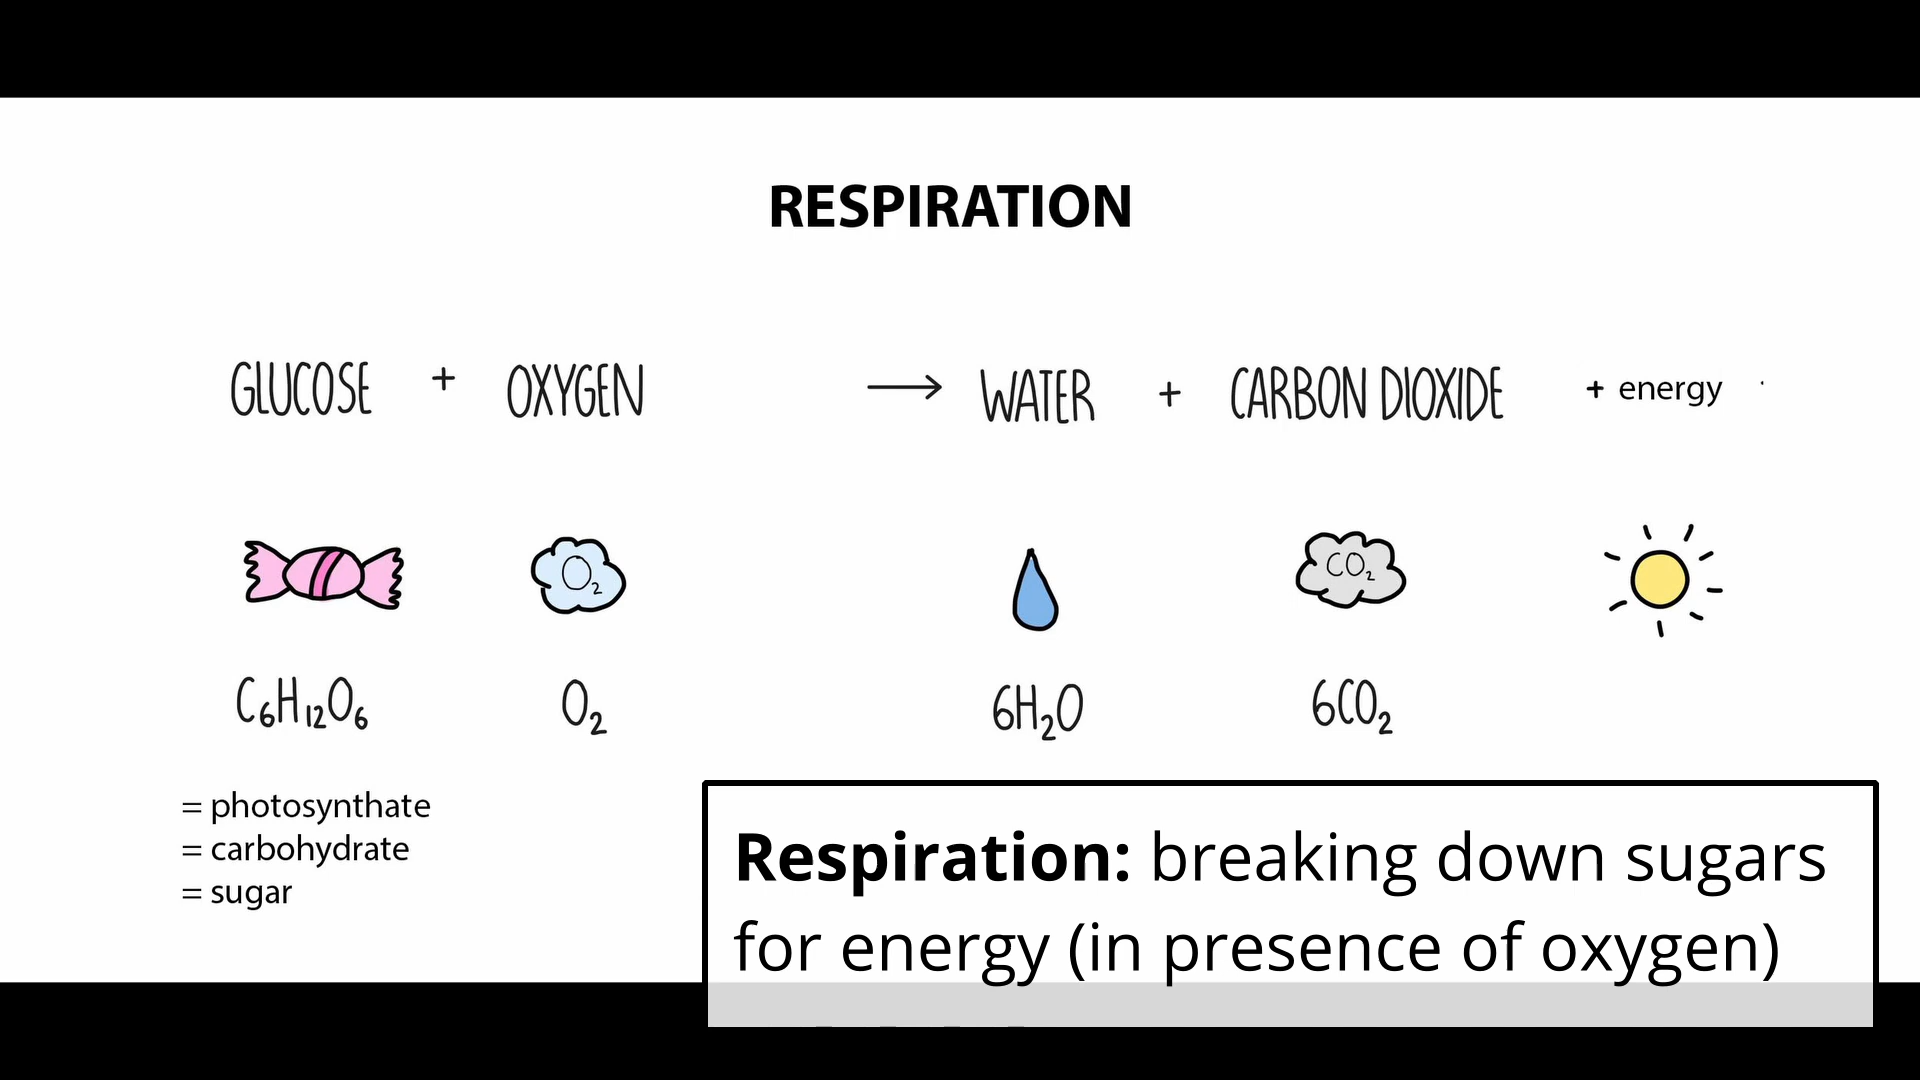 RESPIRATION
GLUCOSE + OXYGEN → WATER + CARBON DIOXIDE + energy
O₂ CO₂
C₆H₁₂O₆ O₂ 6H₂O 6CO₂
= photosynthate
= carbohydrate
= sugar
Respiration: breaking down sugars
for energy (in presence of oxygen)